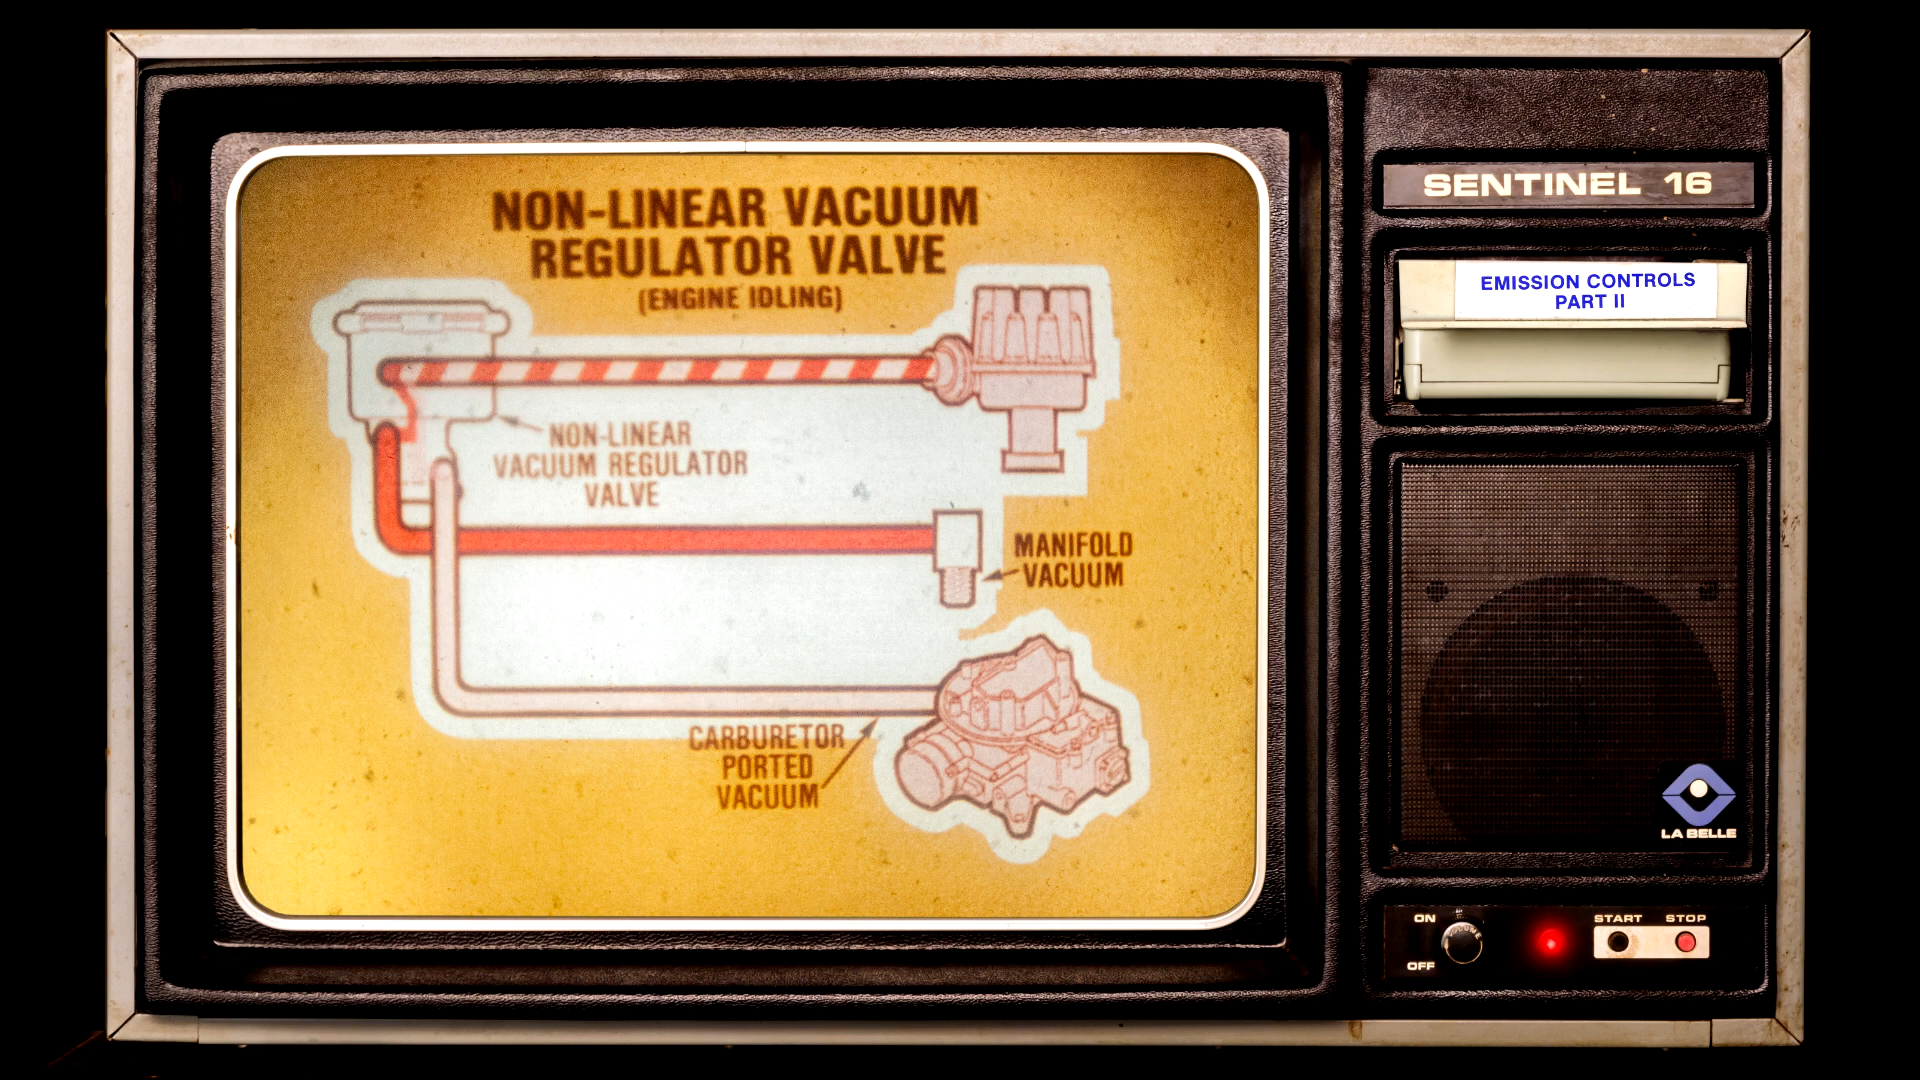 NON-LINEAR VACUUM
REGULATOR VALVE
(ENGINE IDLING)
NON-LINEAR
VACUUM REGULATOR
VALVE
MANIFOLD
VACUUM
CARBURETOR
PORTED
VACUUM
SENTINEL 16
EMISSION CONTROLS
PART II
LA BELLE
ON
OFF
VOLUME
START STOP